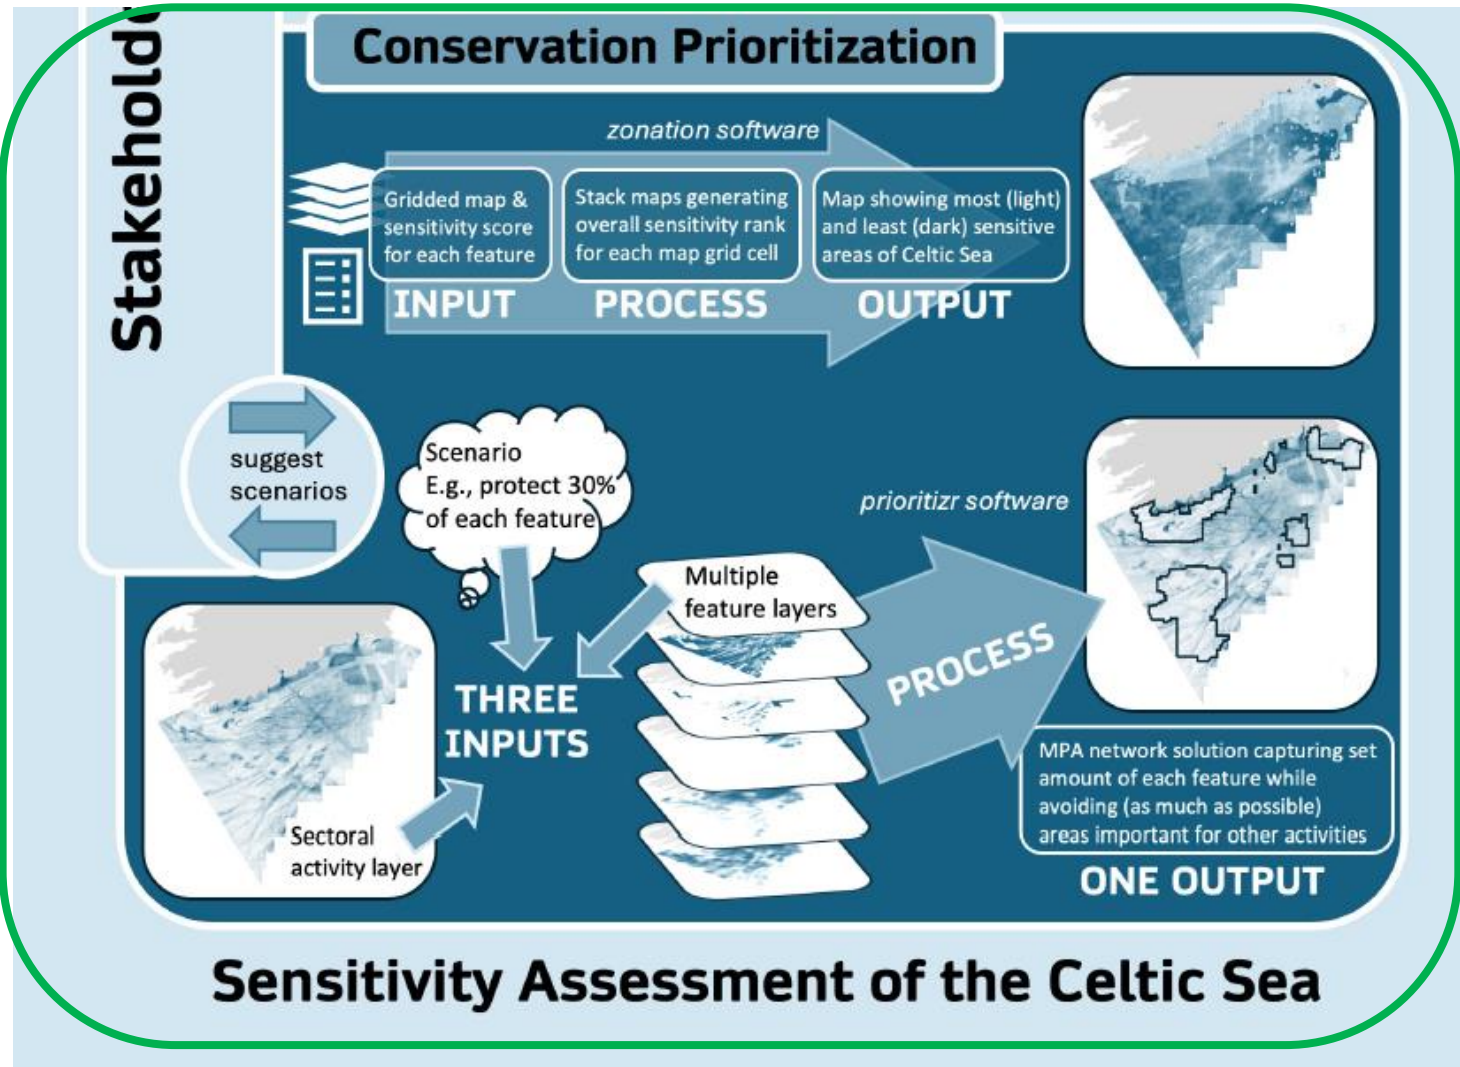 Conservation Prioritization
zonation software
Gridded map &
sensitivity score
for each feature
INPUT
Stack maps generating
overall sensitivity rank
for each map grid cell
PROCESS
Map showing most (light)
and least (dark) sensitive
areas of Celtic Sea
OUTPUT
suggest
scenarios
Scenario
E.g., protect 30%
of each feature
prioritizr software
Multiple
feature layers
THREE
INPUTS
PROCESS
Sectoral
activity layer
MPA network solution capturing set
amount of each feature while
avoiding (as much as possible)
areas important for other activities
ONE OUTPUT
Sensitivity Assessment of the Celtic Sea